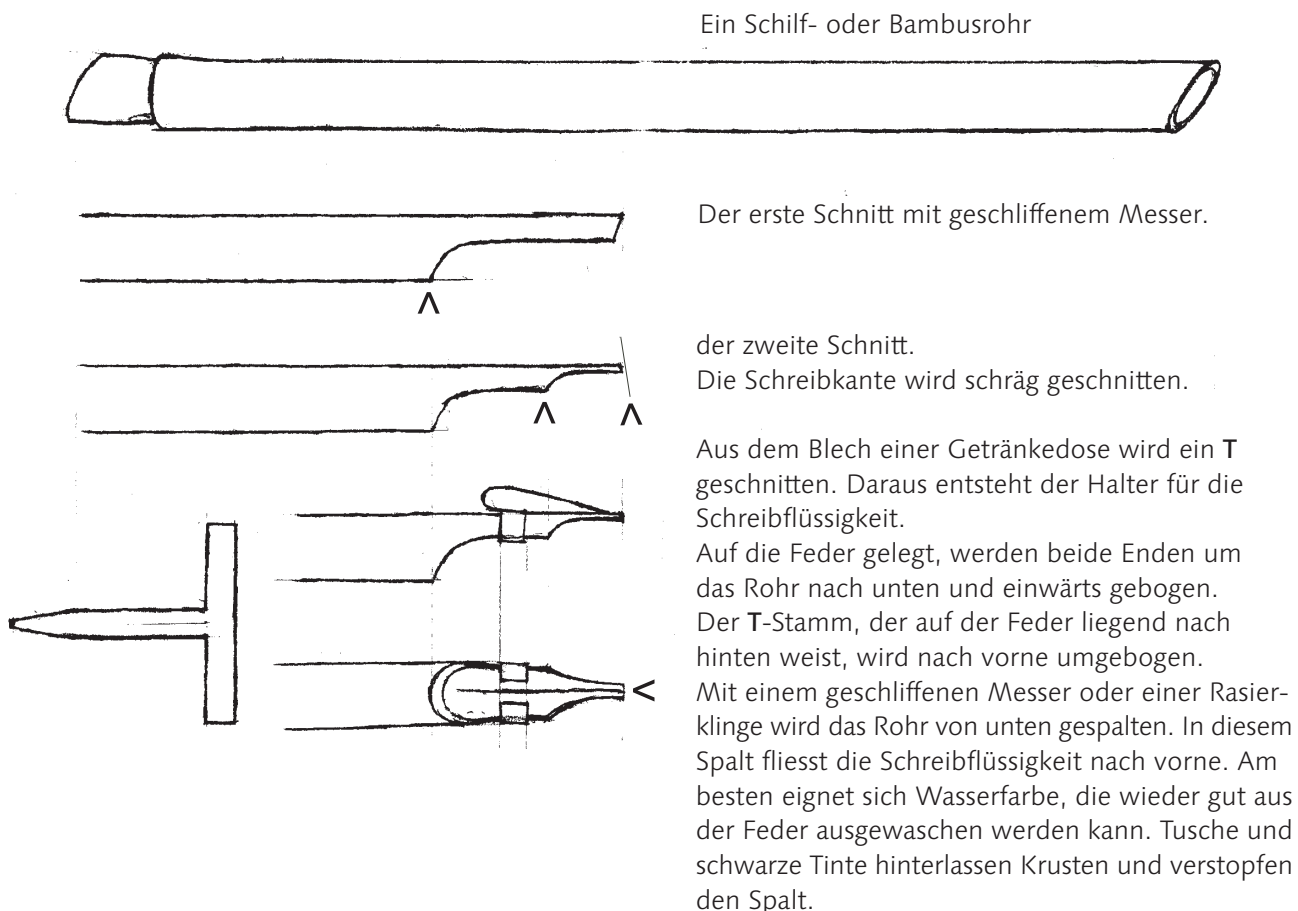 Ein Schilf- oder Bambusrohr
Der erste Schnitt mit geschliffenem Messer.
der zweite Schnitt.
Die Schreibkante wird schräg geschnitten.
Aus dem Blech einer Getränkedose wird ein T
geschnitten. Daraus entsteht der Halter für die
Schreibflüssigkeit.
Auf die Feder gelegt, werden beide Enden um
das Rohr nach unten und einwärts gebogen.
Der T-Stamm, der auf der Feder liegend nach
hinten weist, wird nach vorne umgebogen.
Mit einem geschliffenen Messer oder einer Rasier-
klinge wird das Rohr von unten gespalten. In diesem
Spalt fliesst die Schreibflüssigkeit nach vorne. Am
besten eignet sich Wasserfarbe, die wieder gut aus
der Feder ausgewaschen werden kann. Tusche und
schwarze Tinte hinterlassen Krusten und verstopfen
den Spalt.